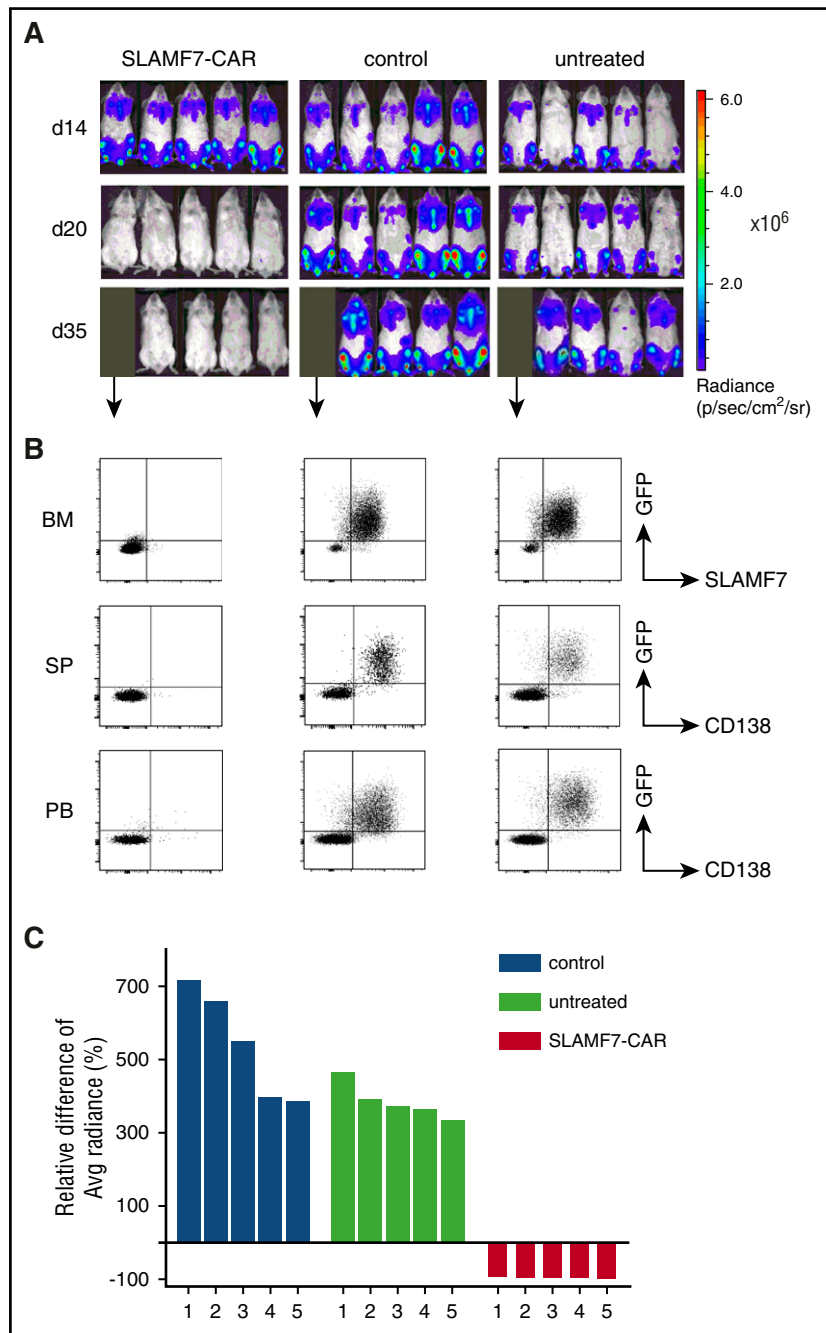 A
SLAMF7-CAR control untreated
d14
d20
d35
6.0
4.0
x10⁶
2.0
Radiance
(p/sec/cm²/sr)
B
BM
GFP
SLAMF7
SP
GFP
CD138
PB
GFP
CD138
C
Relative difference of
Avg radiance (%)
700
500
300
100
-100
control
untreated
SLAMF7-CAR
1 2 3 4 5 1 2 3 4 5 1 2 3 4 5